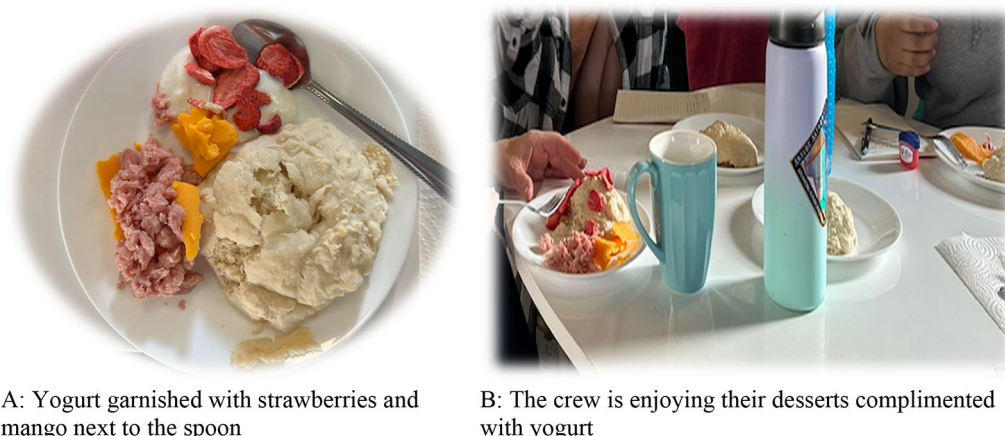 A: Yogurt garnished with strawberries and
mango next to the spoon
B: The crew is enjoying their desserts complimented
with yogurt